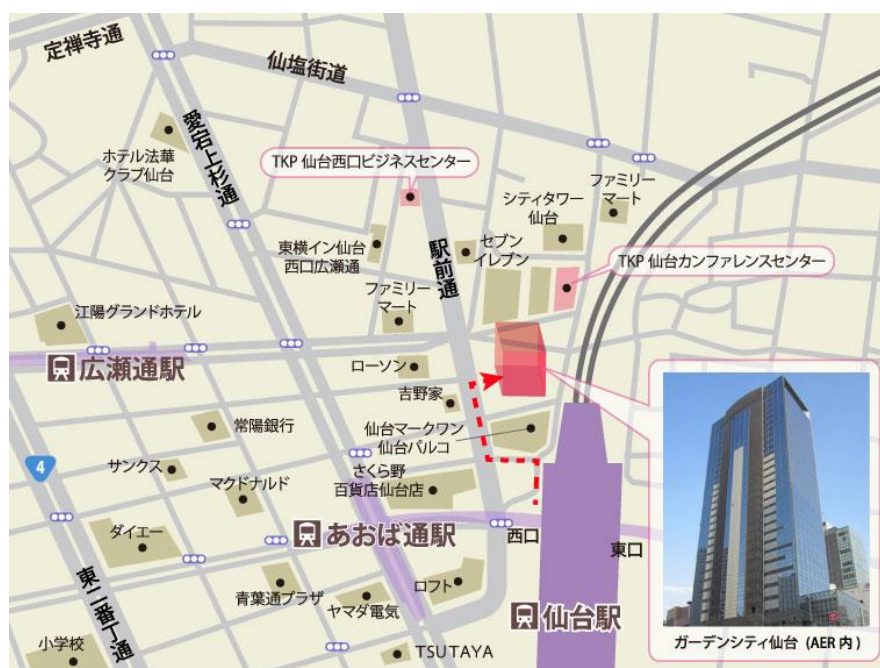 定禅寺通
仙塩街道
愛宕上杉通
ホテル法華
クラブ仙台
TKP 仙台西口ビジネスセンター
シティタワー
仙台
ファミリー
マート
東横イン仙台
西口広瀬通
駅前通
セブン
イレブン
TKP 仙台カンファレンスセンター
江陽グランドホテル
ファミリー
マート
広瀬通駅
ローソン
吉野家
常陽銀行
仙台マークワン
仙台パルコ
4
サンクス
マクドナルド
さくら野
百貨店仙台店
ダイエー
あおば通駅
西口
東口
東二番丁通
青葉通プラザ
ヤマダ電気
ロフト
仙台駅
小学校
TSUTAYA
ガーデンシティ仙台 (AER 内)